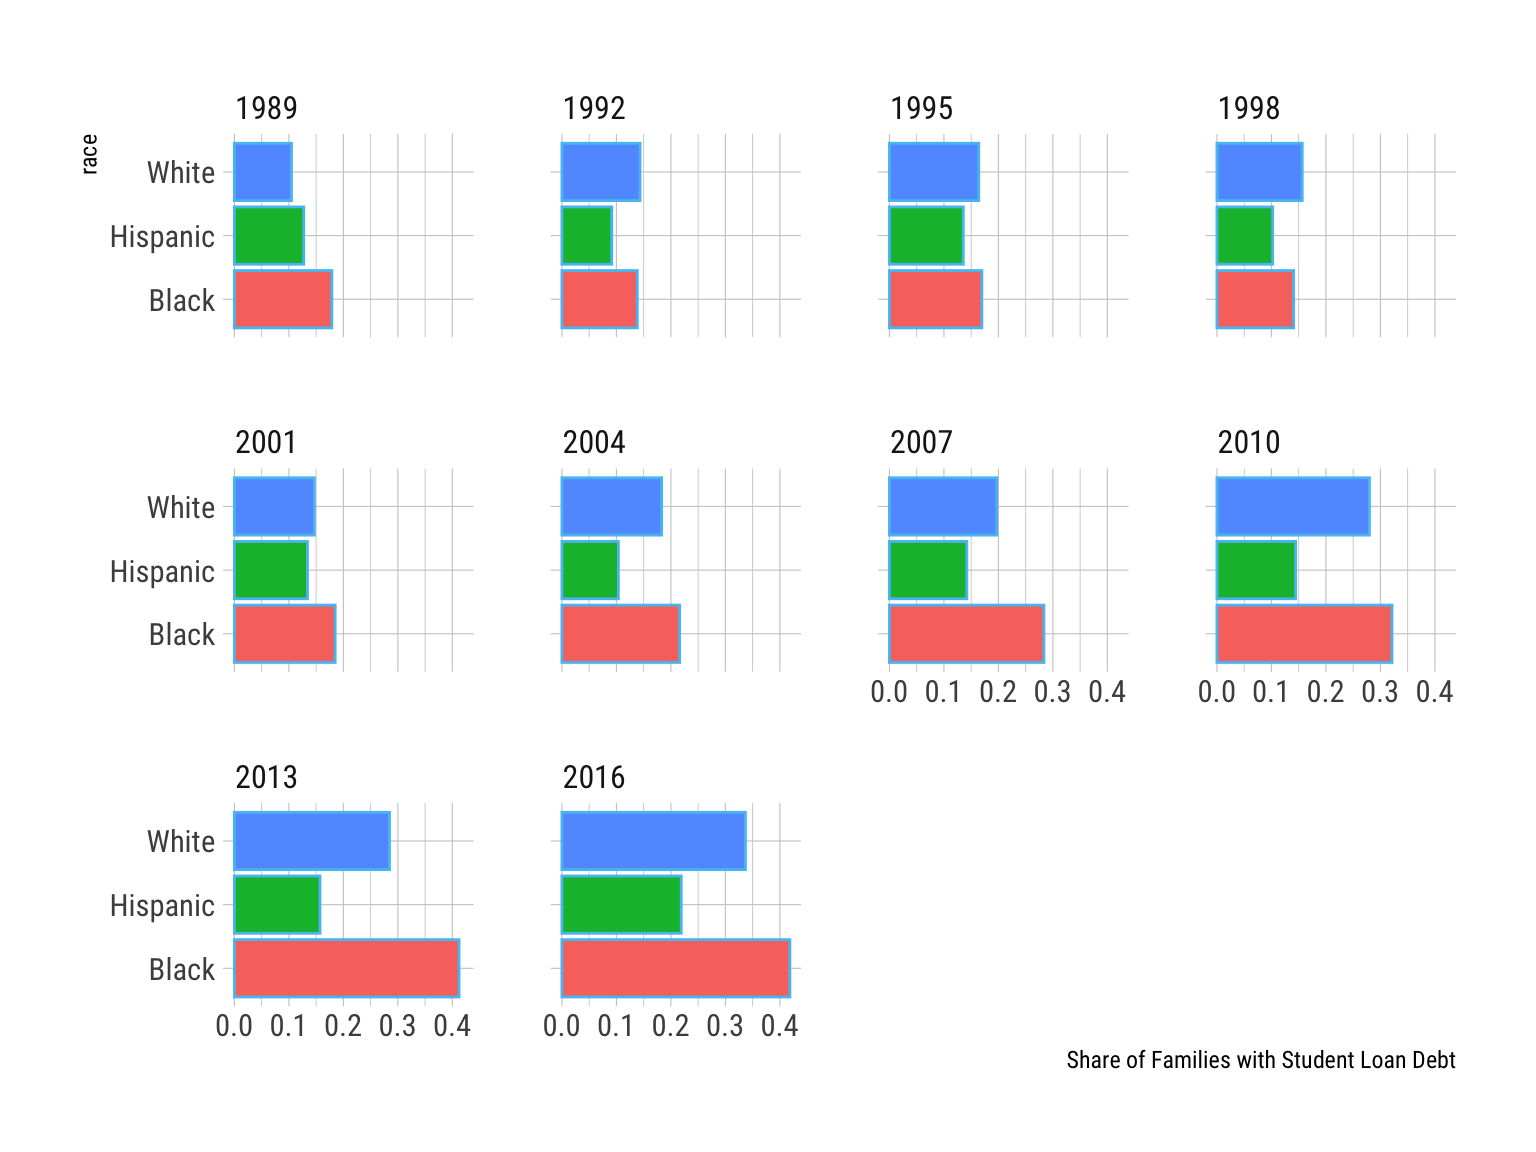 race
1989
1992
1995
1998
White
Hispanic
Black
2001
2004
2007
2010
White
Hispanic
Black
0.0 0.1 0.2 0.3 0.4
0.0 0.1 0.2 0.3 0.4
2013
2016
White
Hispanic
Black
0.0 0.1 0.2 0.3 0.4
0.0 0.1 0.2 0.3 0.4
Share of Families with Student Loan Debt